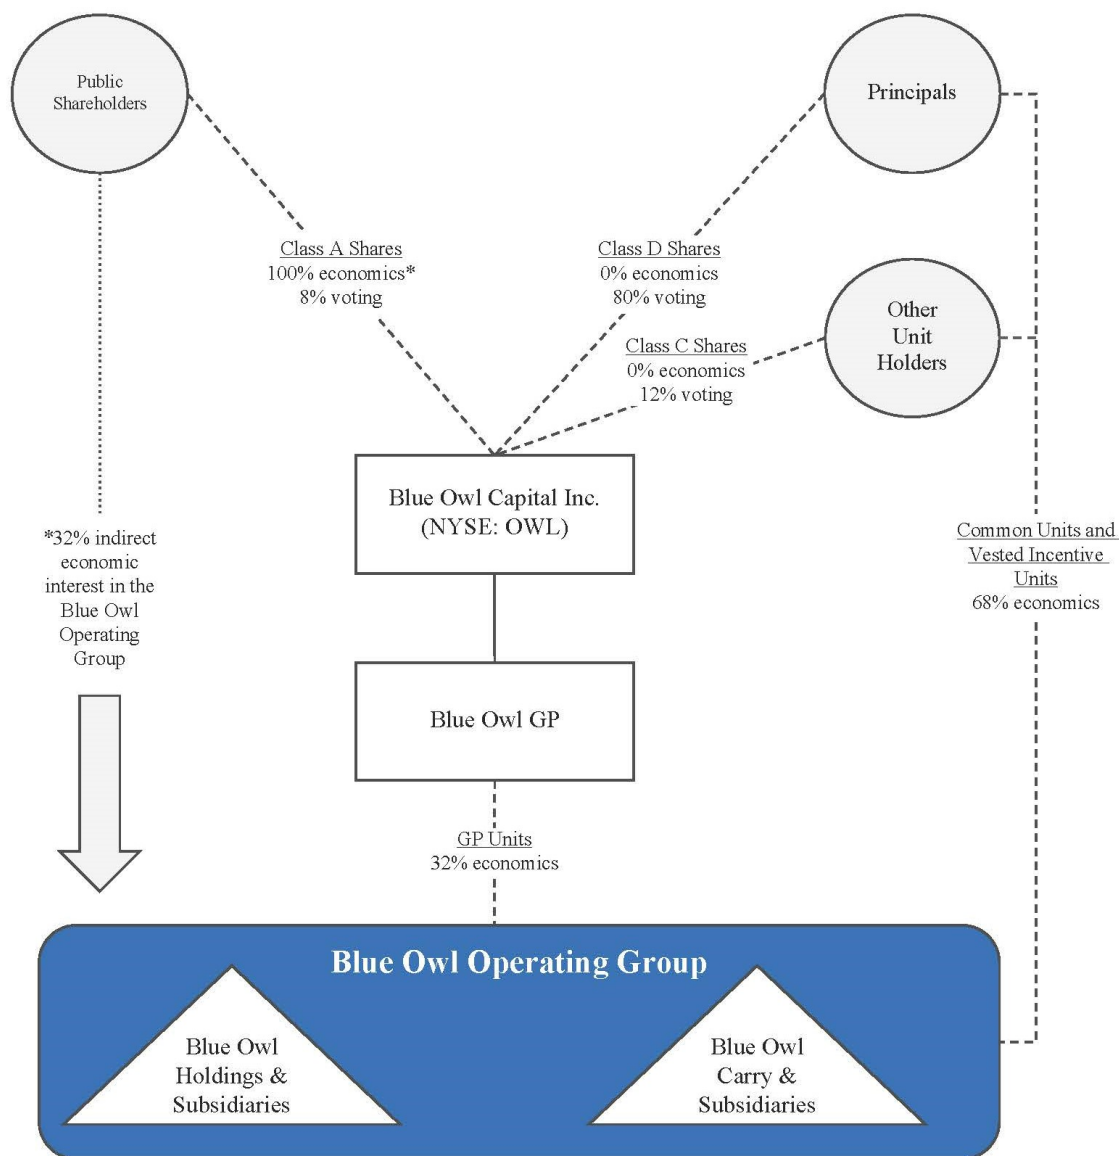 Public
Shareholders
Principals
Class A Shares
100% economics*
8% voting
Class D Shares
0% economics
80% voting
Other
Unit
Holders
Class C Shares
0% economics
12% voting
Blue Owl Capital Inc.
(NYSE: OWL)
*32% indirect
economic
interest in the
Blue Owl
Operating
Group
Common Units and
Vested Incentive
Units
68% economics
Blue Owl GP
GP Units
32% economics
Blue Owl Operating Group
Blue Owl
Holdings &
Subsidiaries
Blue Owl
Carry &
Subsidiaries